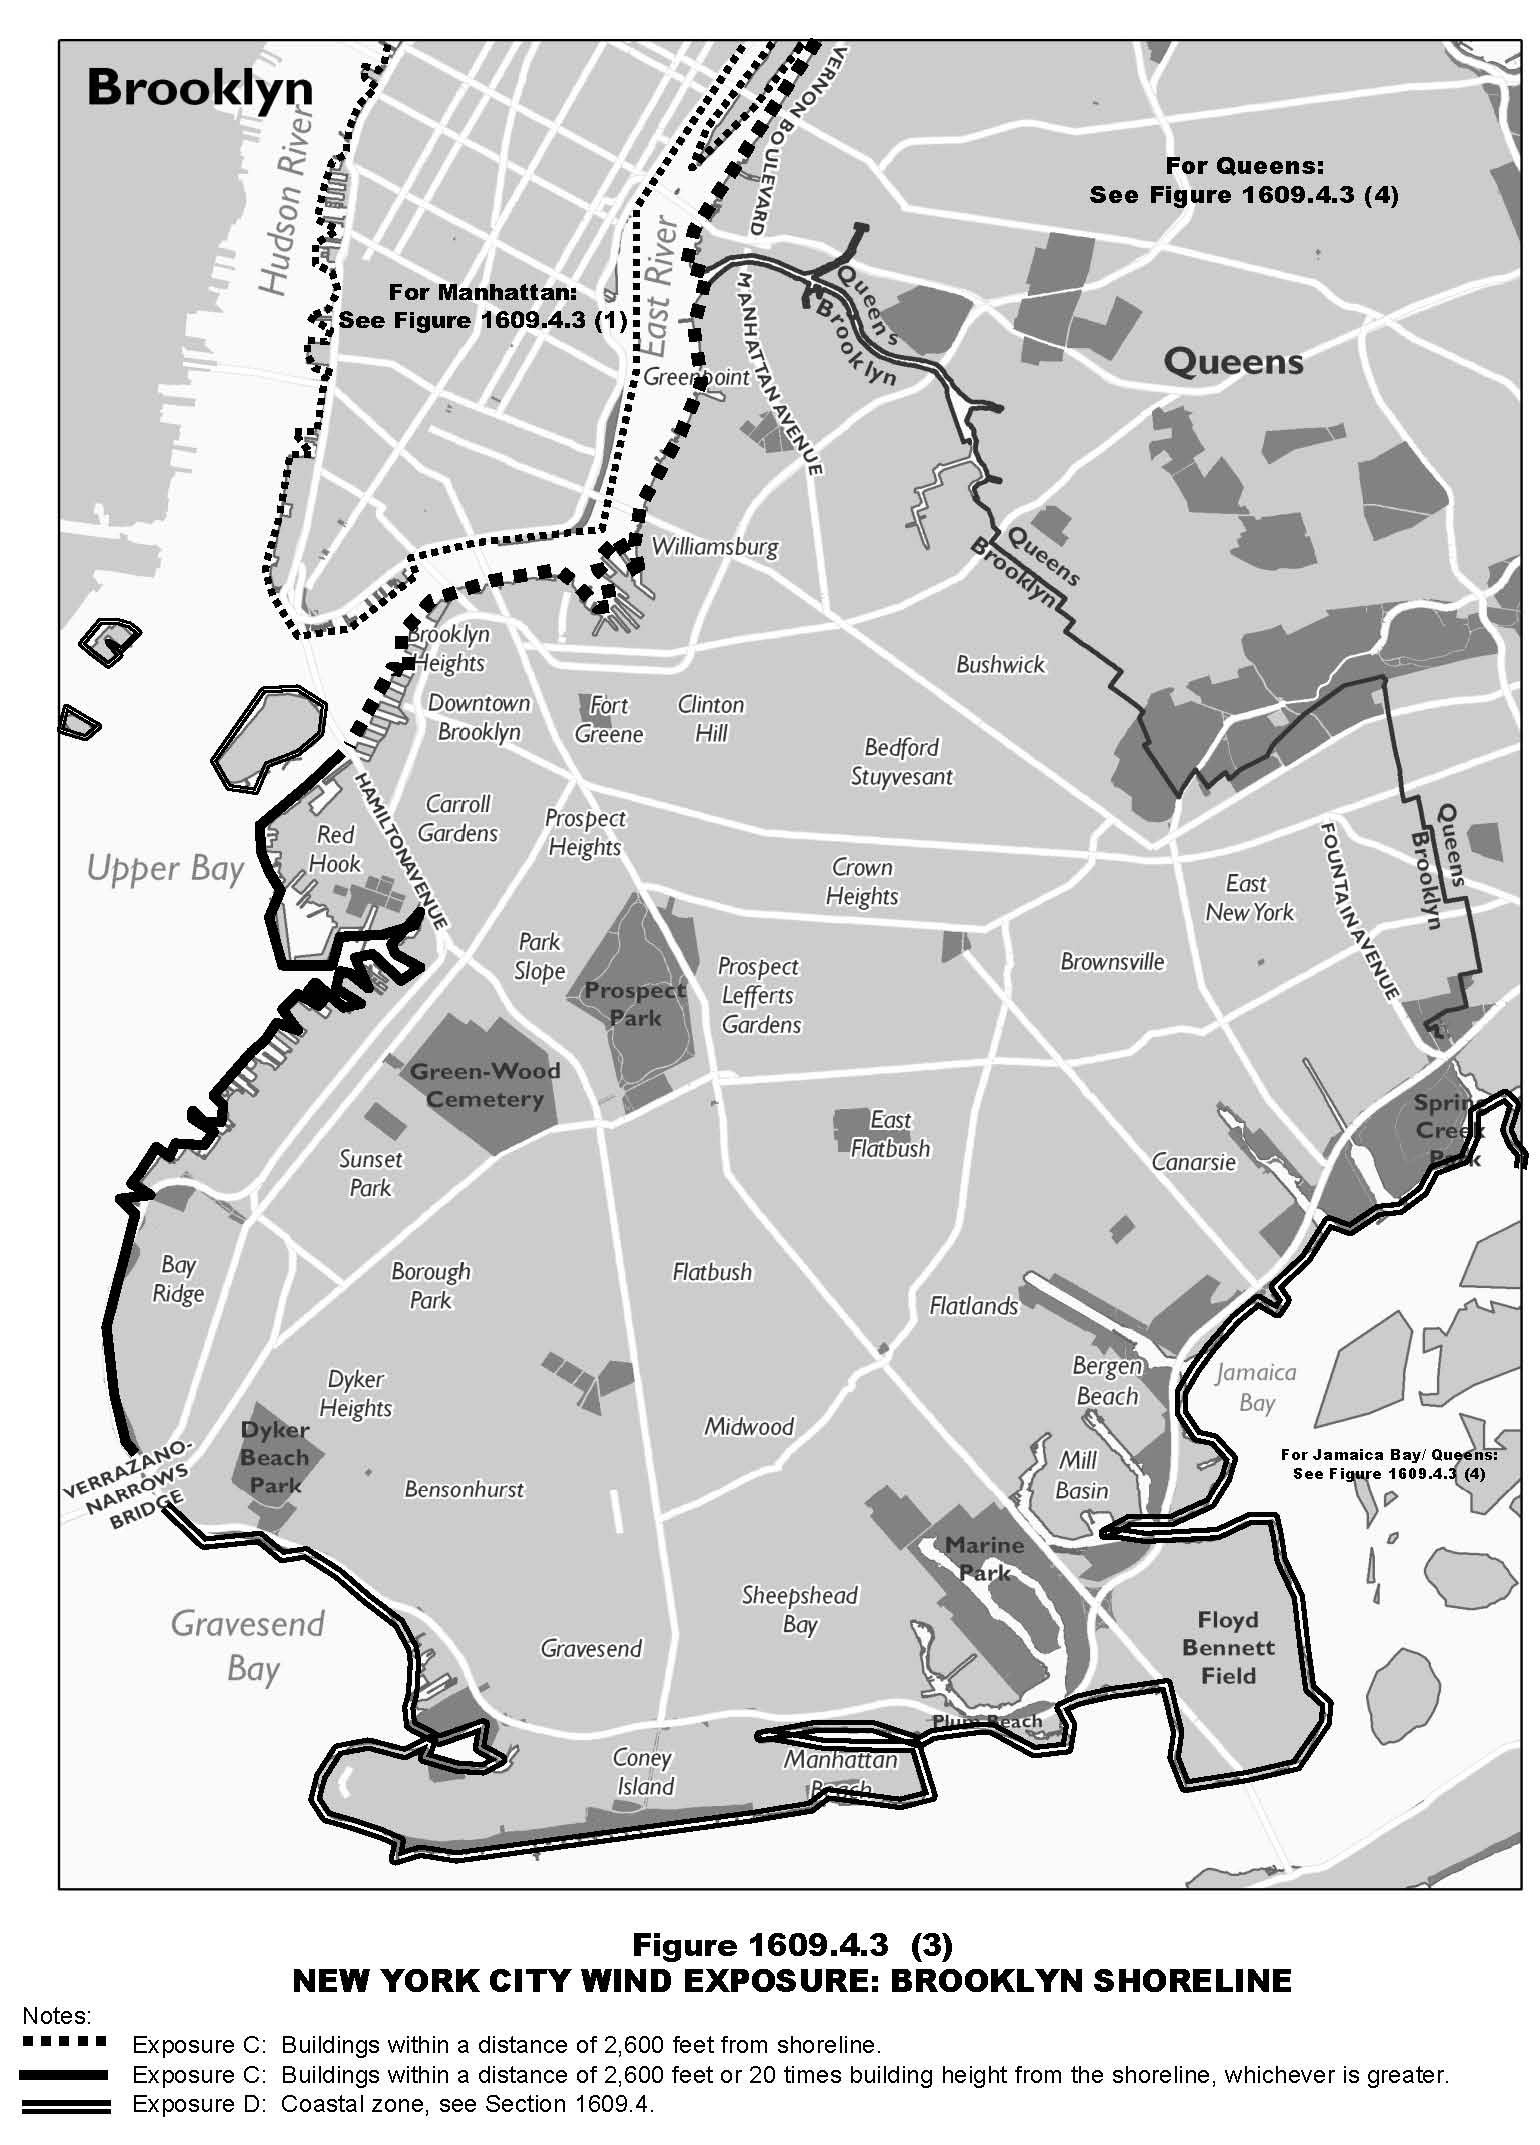 Brooklyn
Hudson River
VERNON BOULEVARD
For Queens:
See Figure 1609.4.3 (4)
East River
For Manhattan:
See Figure 1609.4.3 (1)
Queens
Brooklyn
MANHATTAN AVENUE
Queens
Greenpoint
Williamsburg
Queens
Brooklyn
Brooklyn
Heights
Bushwick
Downtown
Brooklyn
Fort
Greene
Clinton
Hill
Bedford
Stuyvesant
HAMILTON AVENUE
Carroll
Gardens
Prospect
Heights
Red
Hook
Upper Bay
Crown
Heights
East
New York
FOUNTAIN AVENUE
Queens
Brooklyn
Park
Slope
Prospect
Park
Prospect
Lefferts
Gardens
Brownsville
Green-Wood
Cemetery
East
Flatbush
Spring
Creek
Park
Sunset
Park
Canarsie
Bay
Ridge
Borough
Park
Flatbush
Flatlands
Dyker
Heights
Bergen
Beach
Jamaica
Bay
Dyker
Beach
Park
Midwood
VERRAZANO-
NARROWS
BRIDGE
Bensonhurst
Mill
Basin
For Jamaica Bay/ Queens:
See Figure 1609.4.3 (4)
Marine
Park
Gravesend
Bay
Sheepshead
Bay
Gravesend
Floyd
Bennett
Field
Plum Beach
Coney
Island
Manhattan
Beach
Figure 1609.4.3 (3)
NEW YORK CITY WIND EXPOSURE: BROOKLYN SHORELINE
Notes:
Exposure C: Buildings within a distance of 2,600 feet from shoreline.
Exposure C: Buildings within a distance of 2,600 feet or 20 times building height from the shoreline, whichever is greater.
Exposure D: Coastal zone, see Section 1609.4.